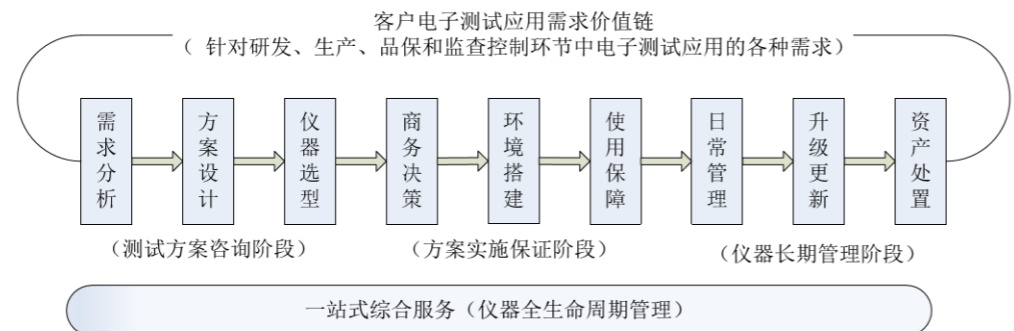 客户电子测试应用需求价值链
（ 针对研发、生产、品保和监查控制环节中电子测试应用的各种需求）
需求分析
方案设计
仪器选型
商务决策
环境搭建
使用保障
日常管理
升级更新
资产处置
（测试方案咨询阶段）
（方案实施保证阶段）
（仪器长期管理阶段）
一站式综合服务（仪器全生命周期管理）